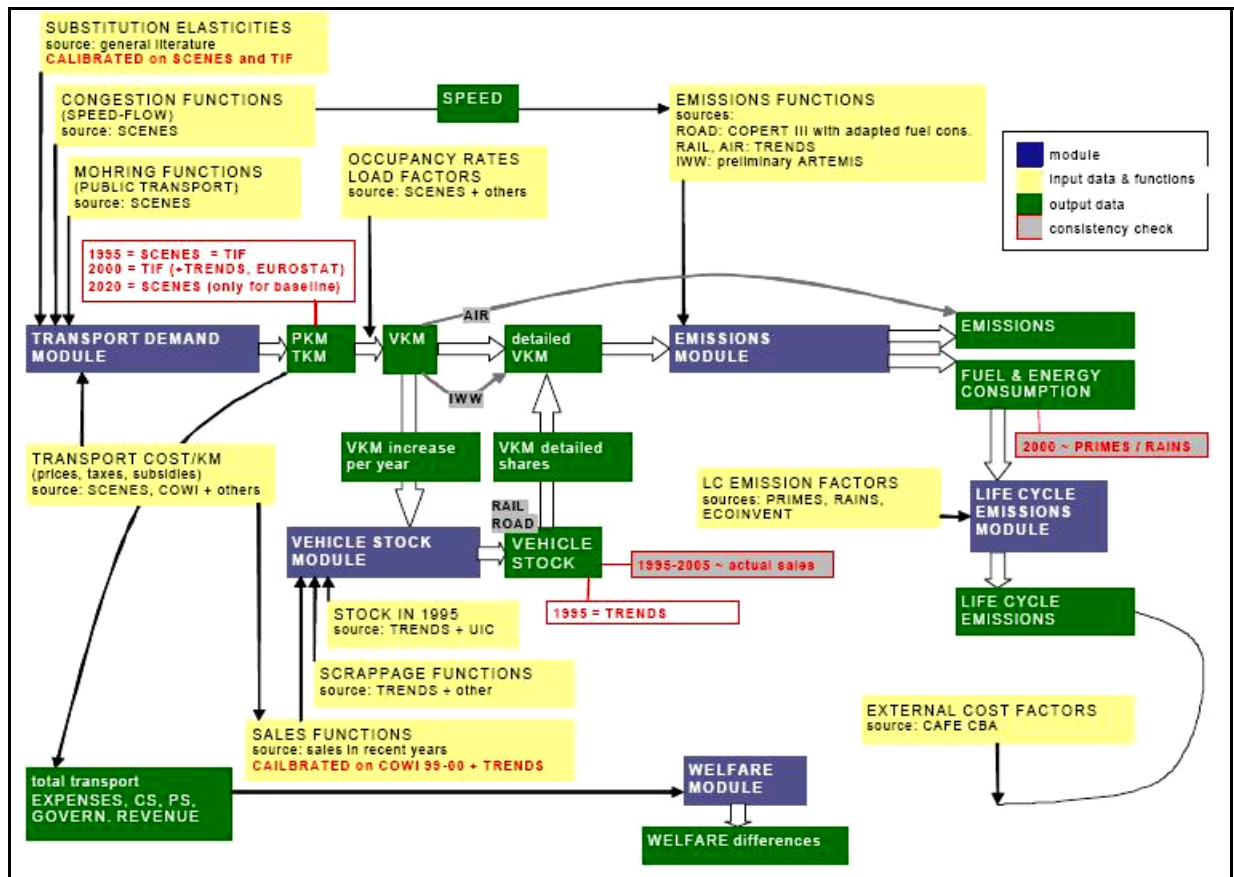 SUBSTITUTION ELASTICITIES
source: general literature
CALIBRATED on SCENES and TIF
CONGESTION FUNCTIONS
(SPEED-FLOW)
source: SCENES
SPEED
EMISSIONS FUNCTIONS
sources:
ROAD: COPERT III with adapted fuel cons.
RAIL, AIR: TRENDS
IWW: preliminary ARTEMIS
module
input data & functions
output data
consistency check
MOHRING FUNCTIONS
(PUBLIC TRANSPORT)
source: SCENES
OCCUPANCY RATES
LOAD FACTORS
source: SCENES + others
1995 = SCENES = TIF
2000 = TIF (+TRENDS, EUROSTAT)
2020 = SCENES (only for baseline)
TRANSPORT DEMAND
MODULE
PKM
TKM
VKM
AIR
IWW
detailed
VKM
EMISSIONS
MODULE
EMISSIONS
FUEL & ENERGY
CONSUMPTION
2000 ~ PRIMES / RAINS
TRANSPORT COST/KM
(prices, taxes, subsidies)
source: SCENES, COWI + others
VKM increase
per year
VKM detailed
shares
LC EMISSION FACTORS
sources: PRIMES, RAINS,
ECOINVENT
LIFE CYCLE
EMISSIONS
MODULE
RAIL
ROAD
VEHICLE STOCK
MODULE
VEHICLE
STOCK
1995-2005 ~ actual sales
1995 = TRENDS
STOCK IN 1995
source: TRENDS + UIC
LIFE CYCLE
EMISSIONS
SCRAPPAGE FUNCTIONS
source: TRENDS + other
EXTERNAL COST FACTORS
source: CAFE CBA
SALES FUNCTIONS
source: sales in recent years
CAILBRATED on COWI 99-00 + TRENDS
total transport
EXPENSES, CS, PS,
GOVERN. REVENUE
WELFARE
MODULE
WELFARE differences